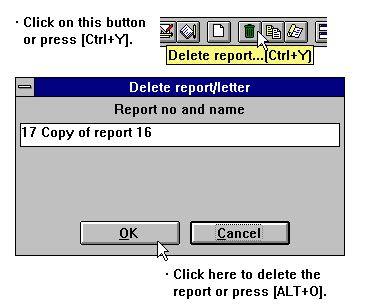 · Click on this button
or press [Ctrl+Y].
Delete report...(Ctrl+Y)
Delete report/letter
Report no and name
17 Copy of report 16
OK
Cancel
· Click here to delete the
report or press [ALT+O].